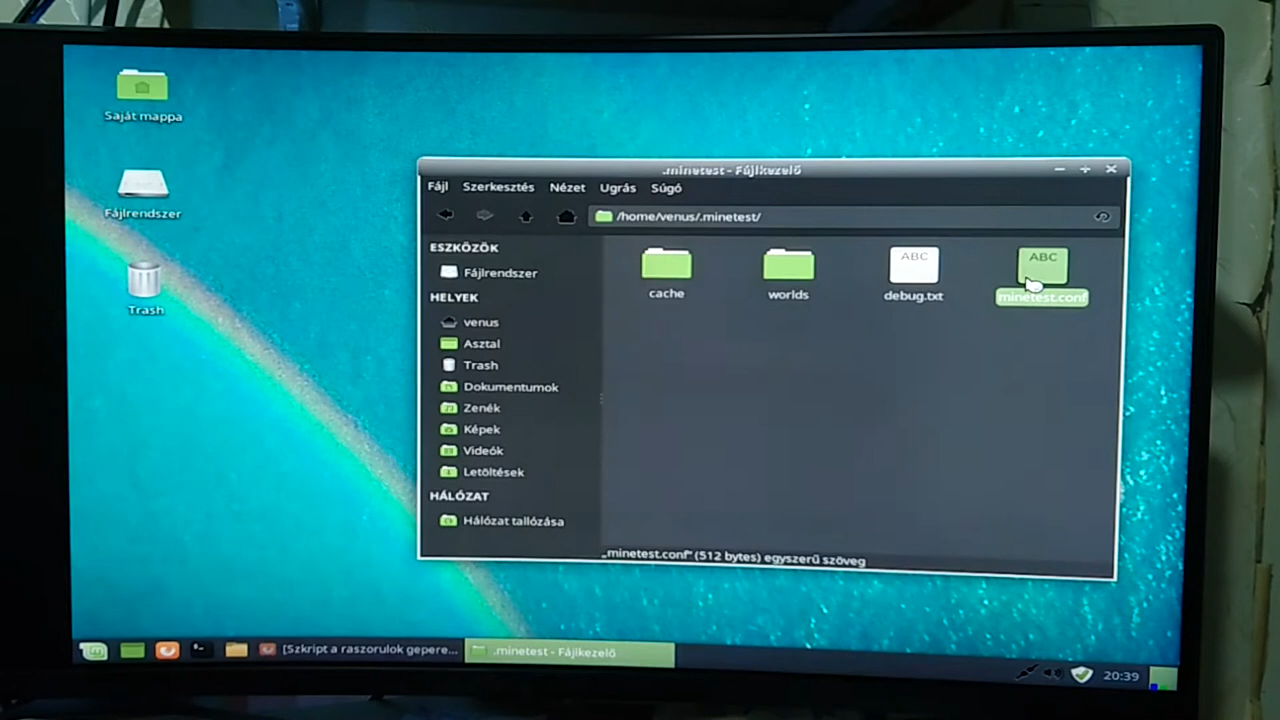 Saját mappa
Fájlrendszer
Trash
.minetest - Fájlkezelő
Fájl Szerkesztés Nézet Ugrás Súgó
/home/venus/.minetest/
ESZKÖZÖK
Fájlrendszer
HELYEK
venus
Asztal
Trash
Dokumentumok
Zenék
Képek
Videók
Letöltések
HÁLÓZAT
Hálózat tallózása
ABC
ABC
cache worlds debug.txt minetest.conf
„minetest.conf” (512 bytes) egyszerű szöveg
[Szkript a raszorulok gepere... .minetest - Fájlkezelő 20:39